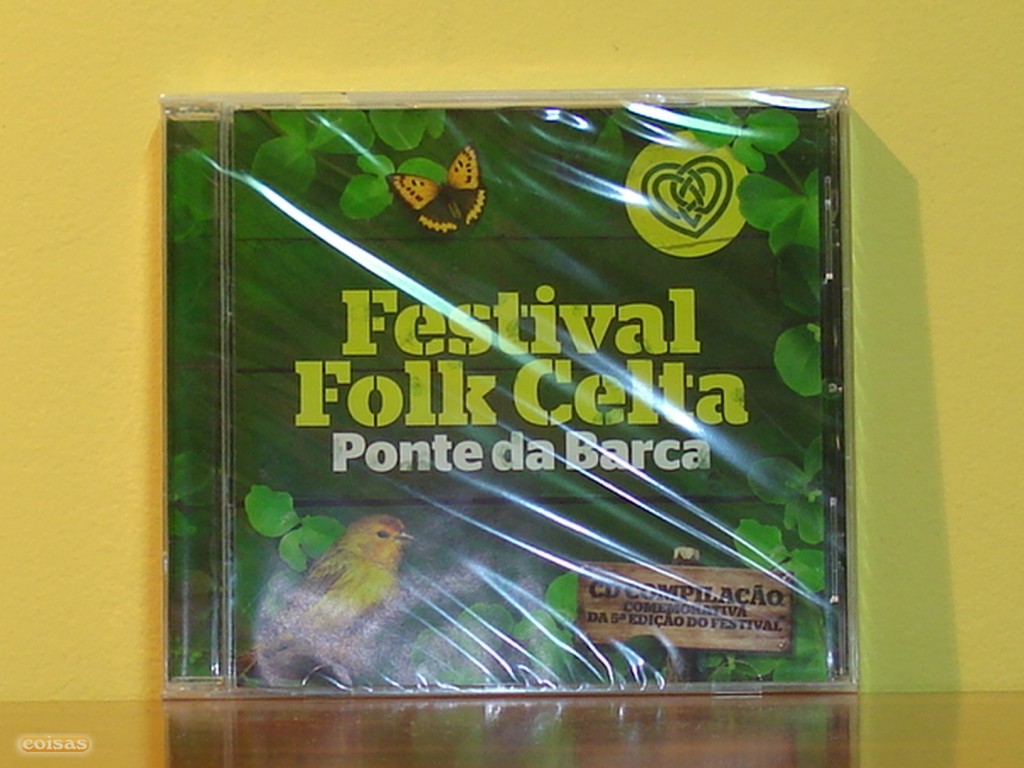 Festival
Folk Celta
Ponte da Barca
CD COMPILAÇÃO
COMEMORATIVA
DA 5ª EDIÇÃO DO FESTIVAL
coisas